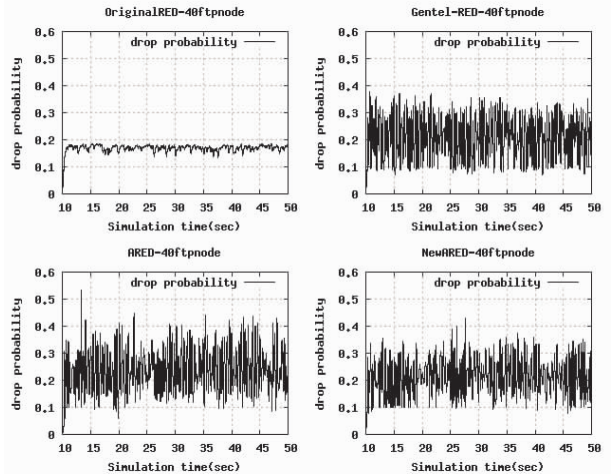 OriginalRED-40ftpnode
drop probability
drop probability
0.6
0.5
0.4
0.3
0.2
0.1
0
10 15 20 25 30 35 40 45 50
Simulation time(sec)
Gentel-RED-40ftpnode
drop probability
drop probability
0.6
0.5
0.4
0.3
0.2
0.1
0
10 15 20 25 30 35 40 45 50
Simulation time(sec)
ARED-40ftpnode
drop probability
drop probability
0.6
0.5
0.4
0.3
0.2
0.1
0
10 15 20 25 30 35 40 45 50
Simulation time(sec)
NewARED-40ftpnode
drop probability
drop probability
0.6
0.5
0.4
0.3
0.2
0.1
0
10 15 20 25 30 35 40 45 50
Simulation time(sec)